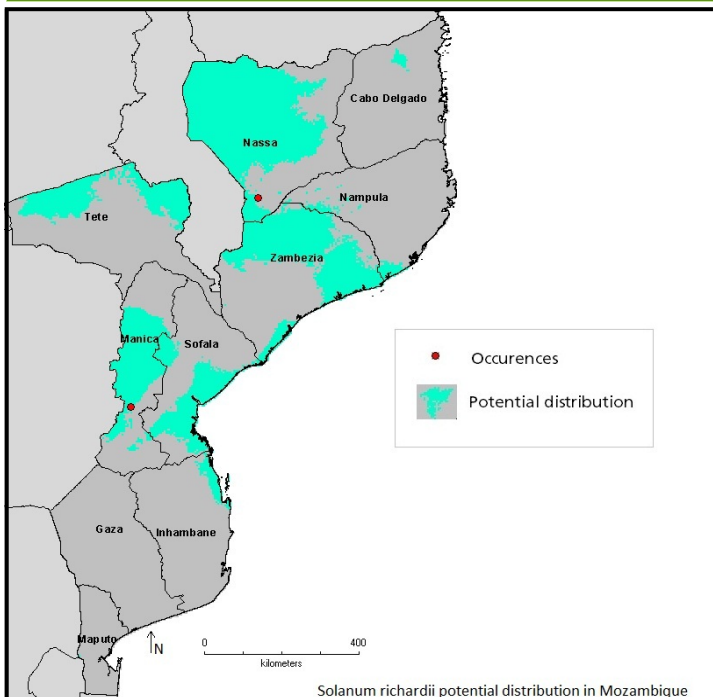 Cabo Delgado
Nassa
Nampula
Tete
Zambezia
Manica
Sofala
Occurences
Potential distribution
Gaza
Inhambane
Maputo
N
0 400
kilometers
Solanum richardii potential distribution in Mozambique